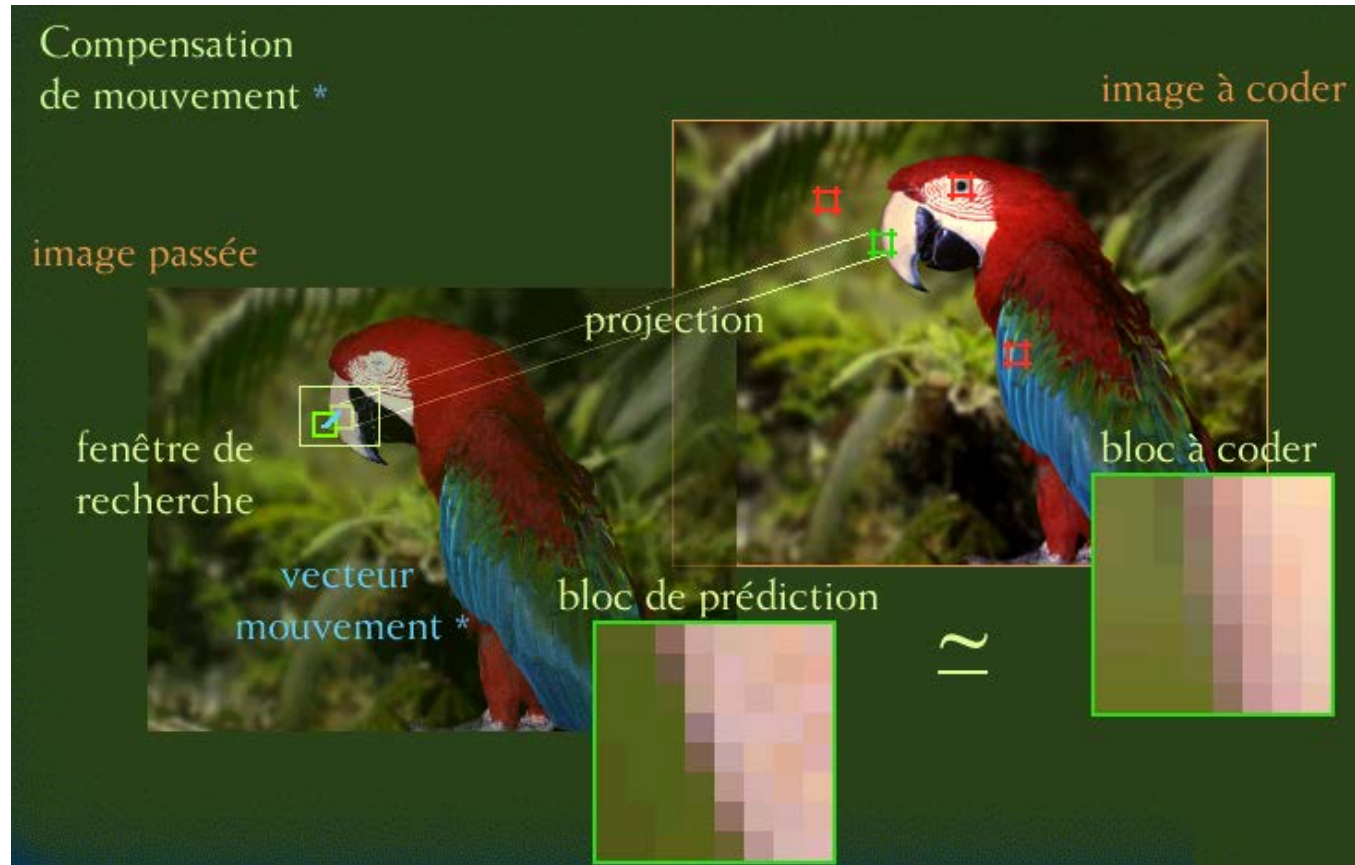 Compensation
de mouvement *
image à coder
image passée
projection
fenêtre de
recherche
bloc à coder
vecteur
mouvement *
bloc de prédiction
≃